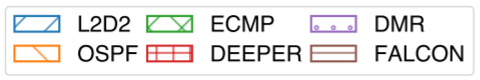 L2D2 ECMP DMR
OSPF DEEPER FALCON